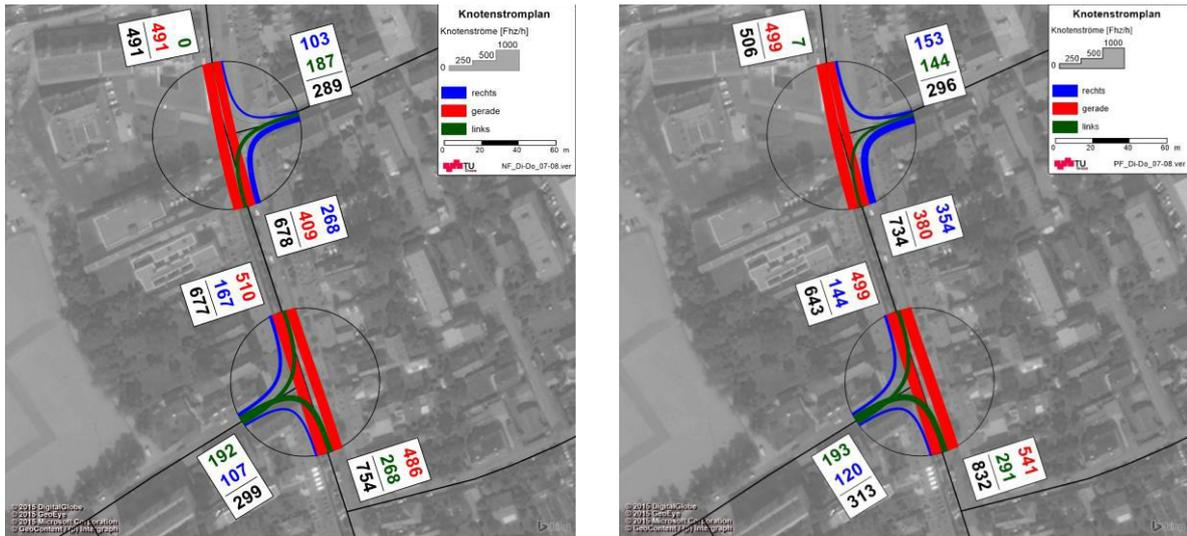 491
491
0
103
187
289
Knotenstromplan
Knotenströme [Fhz/h]
1000
500
250
0
rechts
gerade
links
0 20 40 60
m
TU
NF_Di-Do_07-08.ver
268
409
678
510
167
677
192
107
299
486
268
754
© 2015 DigitalGlobe
© 2015 GeoEye
© 2015 Microsoft Corporation
© GeoContent / (p) Intergraph
506
499
7
153
144
296
Knotenstromplan
Knotenströme [Fhz/h]
1000
500
250
0
rechts
gerade
links
0 20 40 60
m
TU
PF_Di-Do_07-08.ver
354
380
734
499
144
643
193
120
313
541
291
832
© 2015 DigitalGlobe
© 2015 GeoEye
© 2015 Microsoft Corporation
© GeoContent / (p) Intergraph